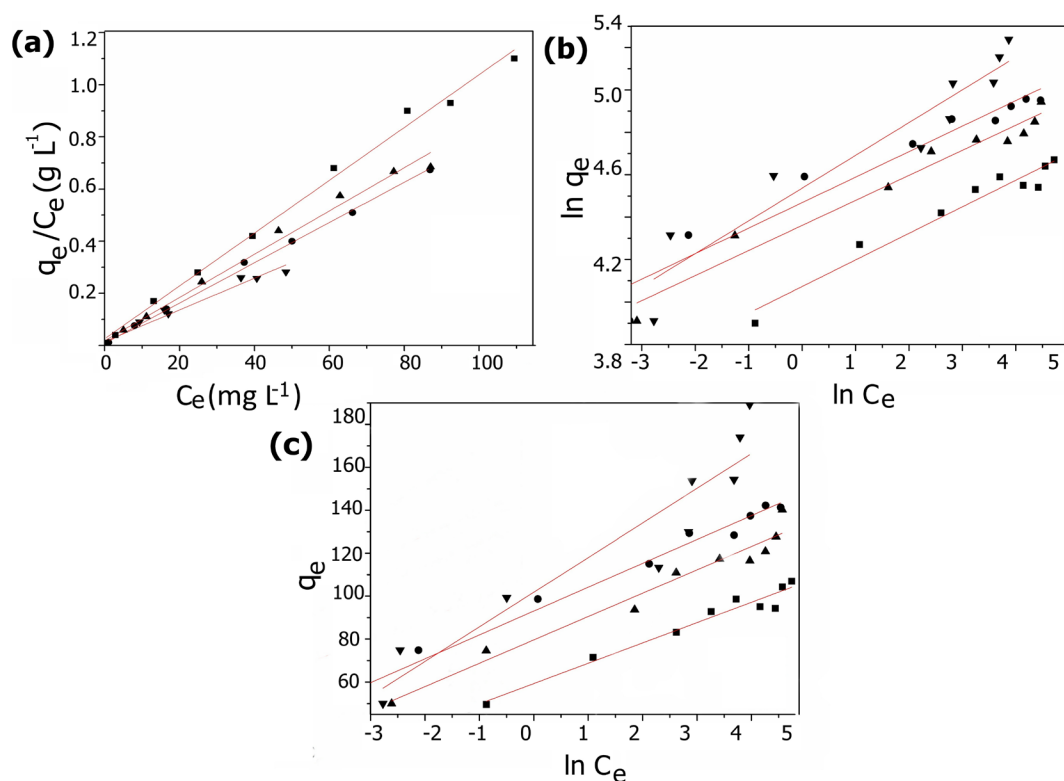 (a)
1.2
1.0
0.8
0.6
0.4
0.2
qe/Ce(g L-1)
0 20 40 60 80 100
Ce(mg L-1)
(b)
5.4
5.0
4.6
4.2
3.8
ln qe
-3 -2 -1 0 1 2 3 4 5
ln Ce
(c)
180
160
140
120
100
80
60
qe
-3 -2 -1 0 1 2 3 4 5
ln Ce